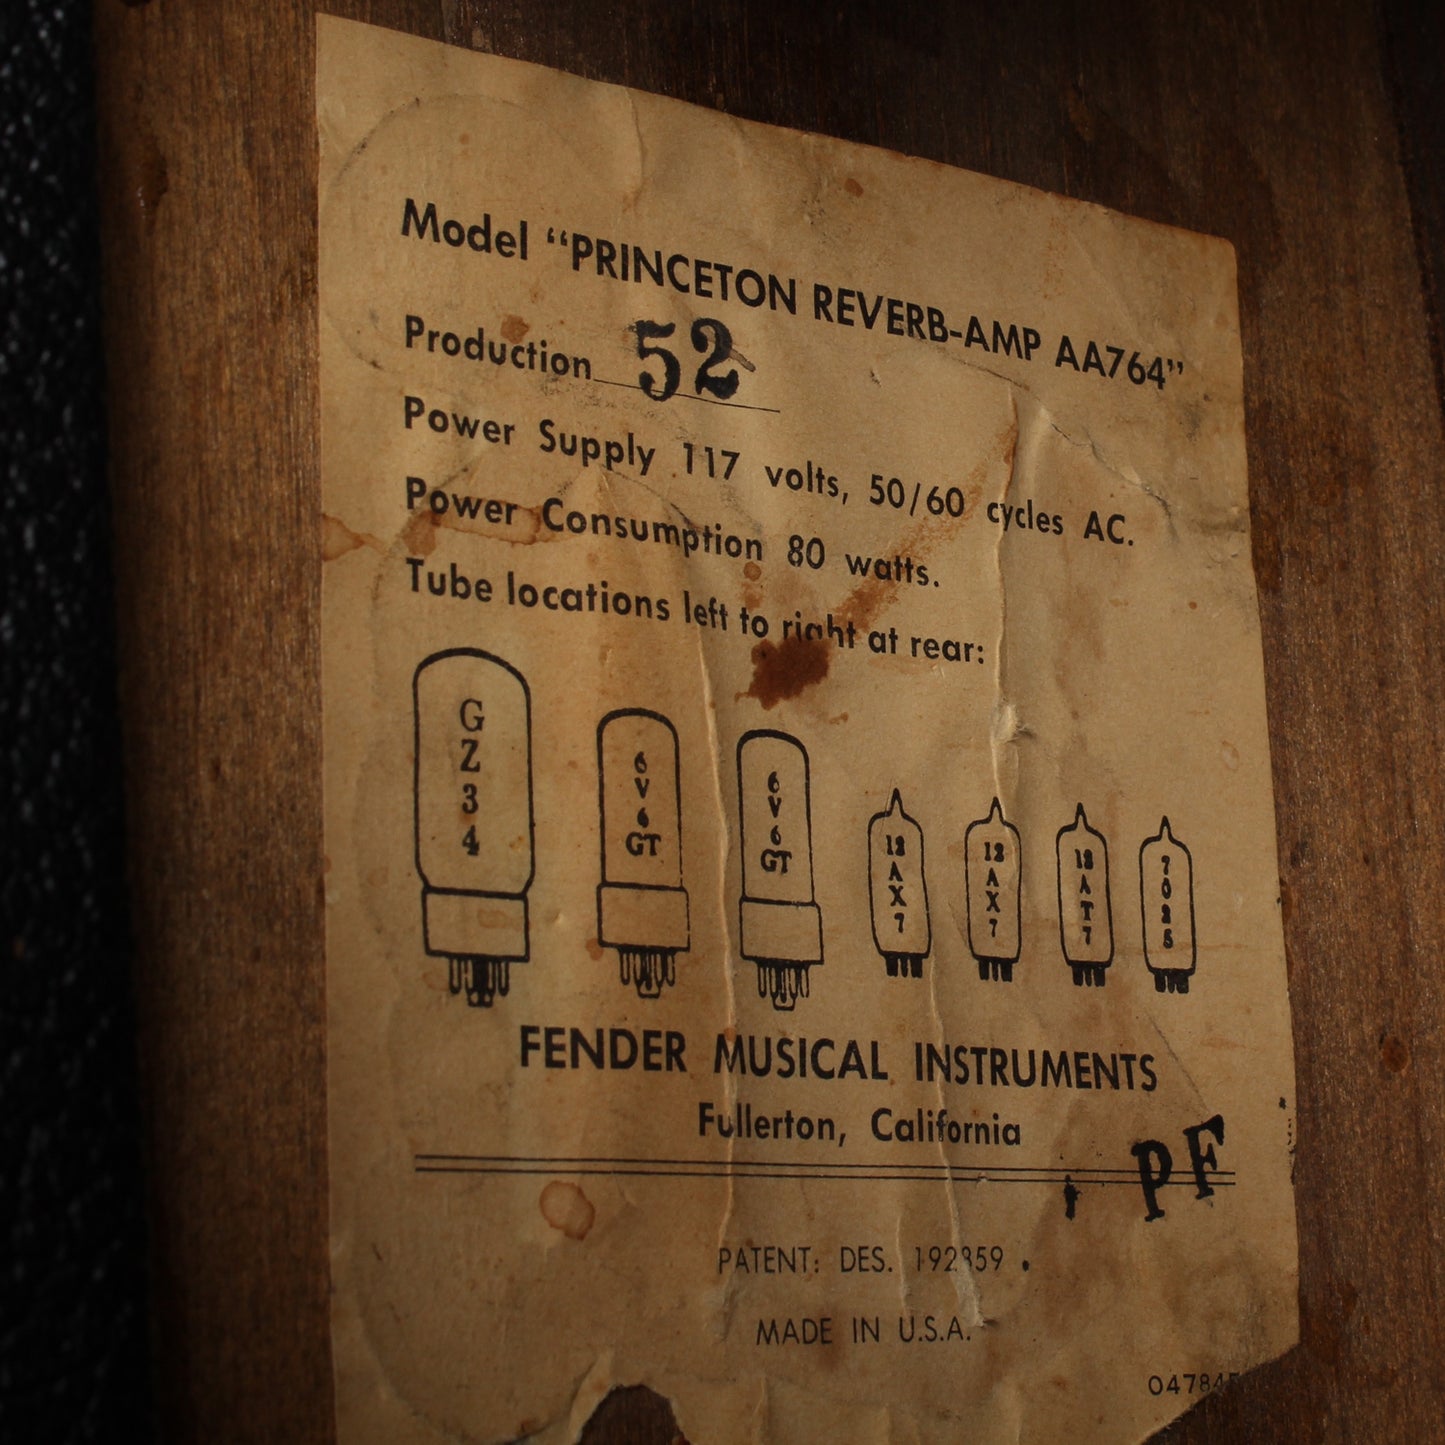 Model “PRINCETON REVERB-AMP AA764”
Production 52
Power Supply 117 volts, 50/60 cycles AC.
Power Consumption 80 watts.
Tube locations left to right at rear:
GZ34 6V6GT 6V6GT 12AX7 12AX7 12AT7 7025
FENDER MUSICAL INSTRUMENTS
Fullerton, California
PF
PATENT: DES. 192859
MADE IN U.S.A.